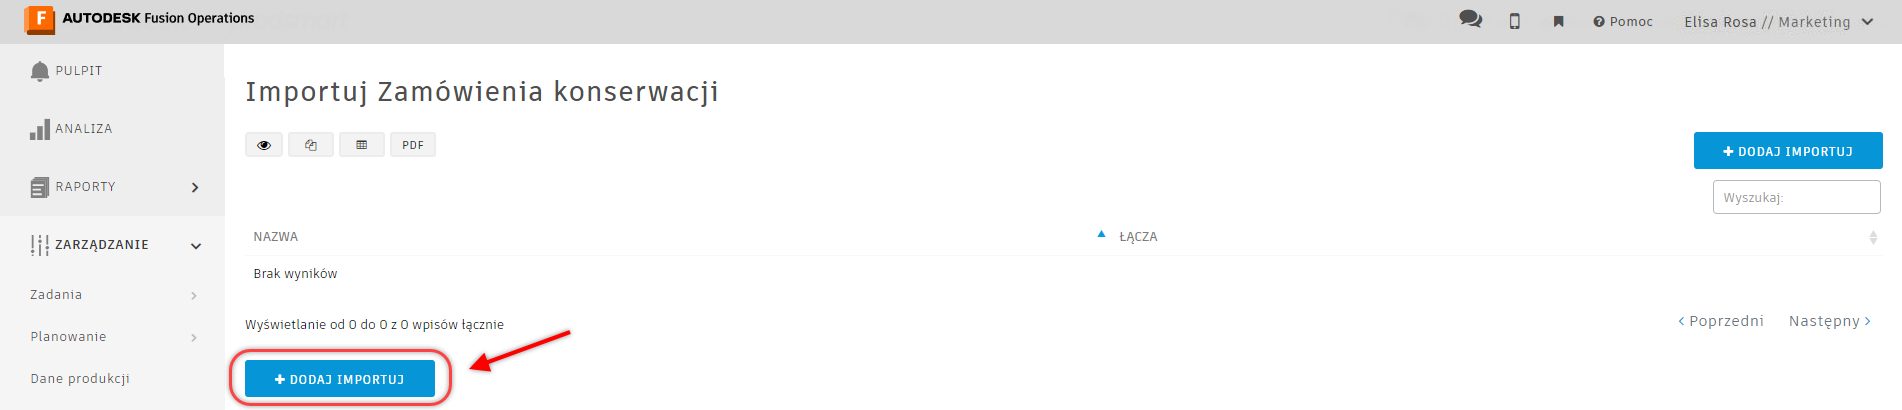 AUTODESK Fusion Operations
Pomoc
Elisa Rosa // Marketing
PULPIT
ANALIZA
RAPORTY
ZARZĄDZANIE
Zadania
Planowanie
Dane produkcji
Importuj Zamówienia konserwacji
PDF
DODAJ IMPORTUJ
Wyszukaj:
NAZWA
ŁĄCZA
Brak wyników
Wyświetlanie od 0 do 0 z 0 wpisów łącznie
Poprzedni
Następny
DODAJ IMPORTUJ